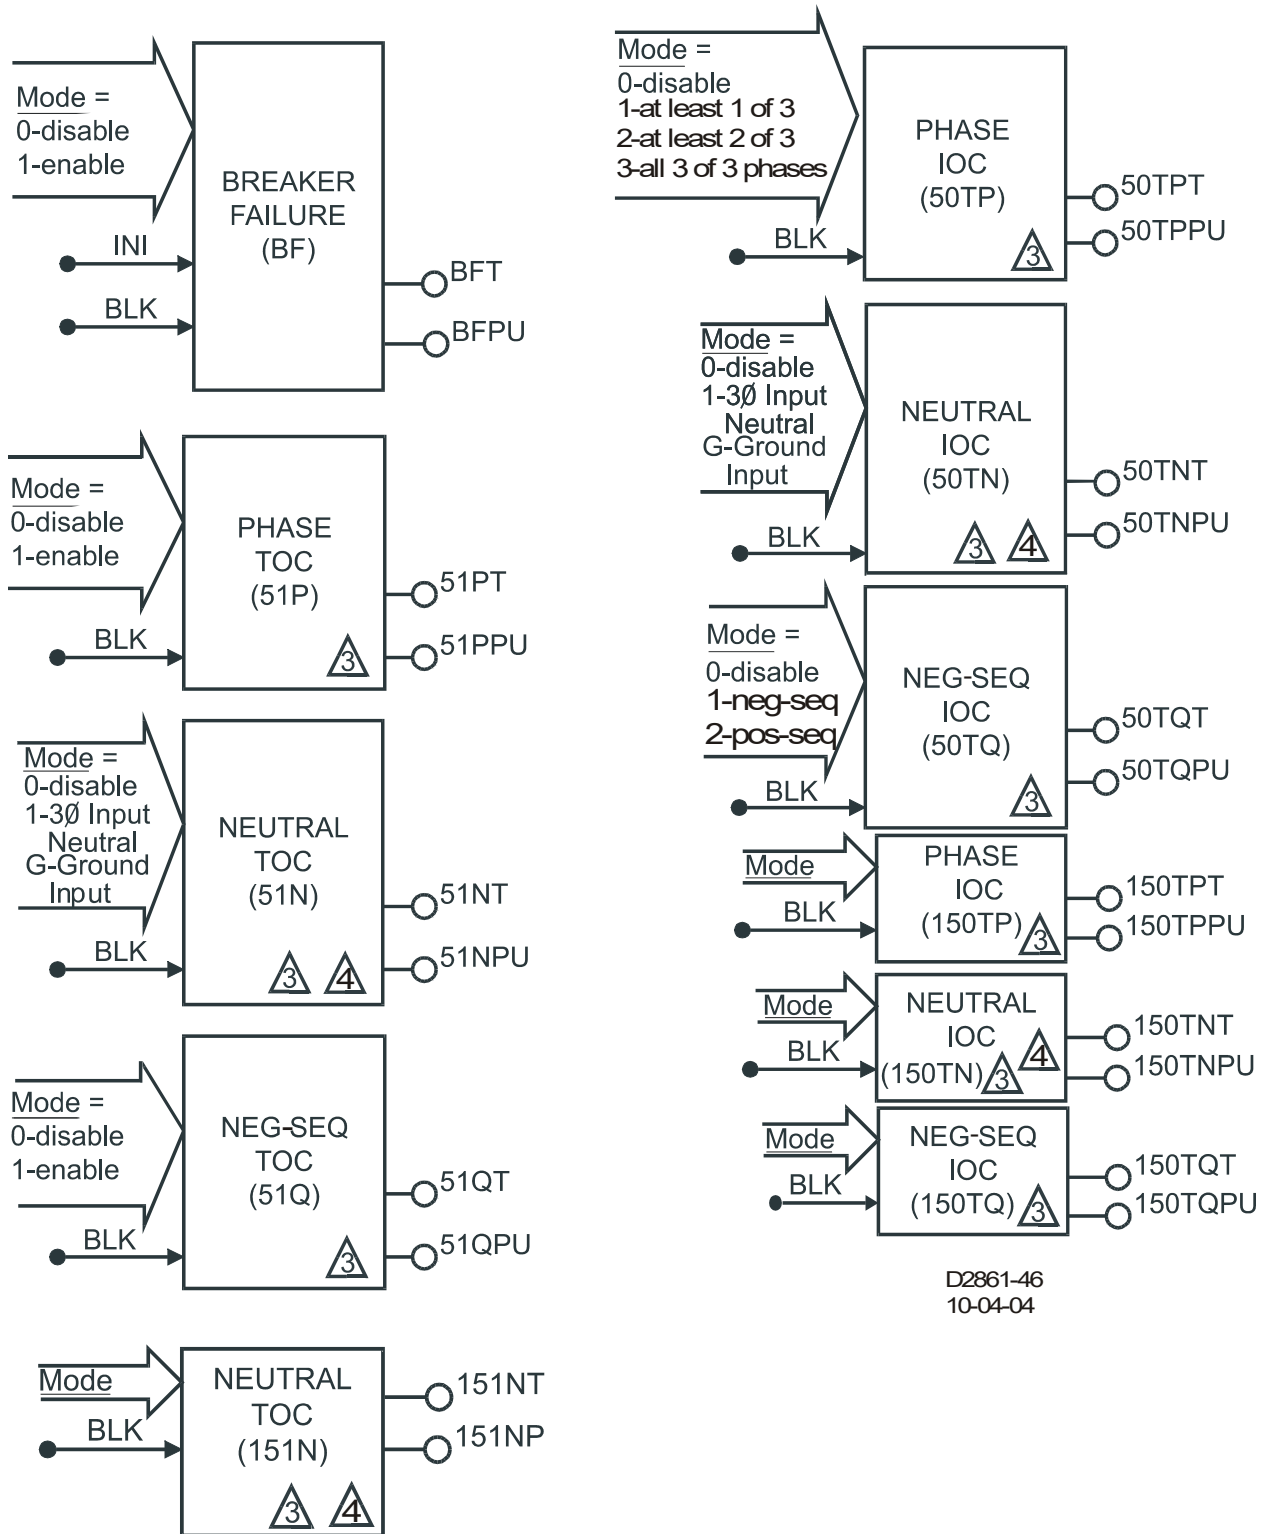 Mode =
0-disable
1-enable
INI
BLK
BREAKER
FAILURE
(BF)
BFT
BFPU
Mode =
0-disable
1-enable
BLK
PHASE
TOC
(51P)
3
51PT
51PPU
Mode =
0-disable
1-3Ø Input
Neutral
G-Ground
Input
BLK
NEUTRAL
TOC
(51N)
3 4
51NT
51NPU
Mode =
0-disable
1-enable
BLK
NEG-SEQ
TOC
(51Q)
3
51QT
51QPU
Mode
BLK
NEUTRAL
TOC
(151N)
3 4
151NT
151NP
Mode =
0-disable
1-at least 1 of 3
2-at least 2 of 3
3-all 3 of 3 phases
BLK
PHASE
IOC
(50TP)
3
50TPT
50TPPU
Mode =
0-disable
1-3Ø Input
Neutral
G-Ground
Input
BLK
NEUTRAL
IOC
(50TN)
3 4
50TNT
50TNPU
Mode =
0-disable
1-neg-seq
2-pos-seq
BLK
NEG-SEQ
IOC
(50TQ)
3
50TQT
50TQPU
Mode
BLK
PHASE
IOC
(150TP)
3
150TPT
150TPPU
Mode
BLK
NEUTRAL
IOC
(150TN)
3 4
150TNT
150TNPU
Mode
BLK
NEG-SEQ
IOC
(150TQ)
3
150TQT
150TQPU
D2861-46
10-04-04